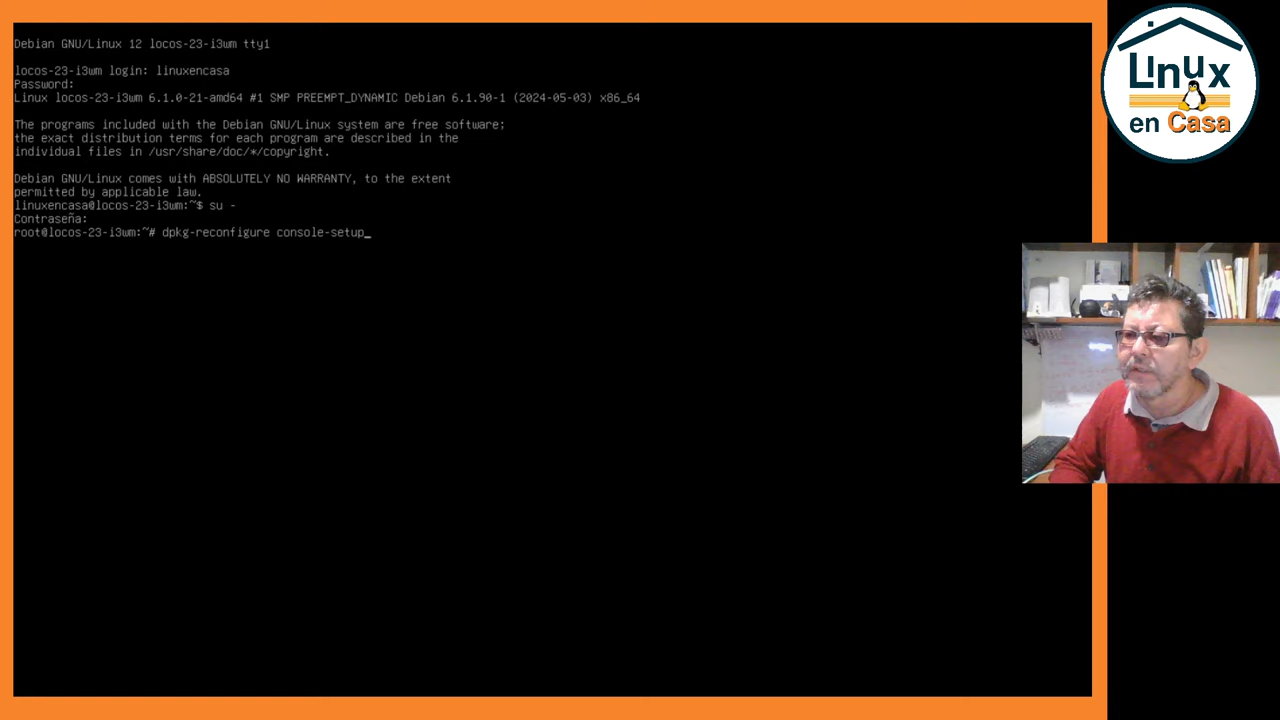 Debian GNU/Linux 12 locos-23-i3wm tty1
locos-23-i3wm login: linuxencasa
Password:
Linux locos-23-i3wm 6.1.0-21-amd64 #1 SMP PREEMPT_DYNAMIC Debian 6.1.90-1 (2024-05-03) x86_64
The programs included with the Debian GNU/Linux system are free software;
the exact distribution terms for each program are described in the
individual files in /usr/share/doc/*/copyright.
Debian GNU/Linux comes with ABSOLUTELY NO WARRANTY, to the extent
permitted by applicable law.
linuxencasa@locos-23-i3wm:~$ su -
Contraseña:
root@locos-23-i3wm:~# dpkg-reconfigure console-setup_
Linux
en Casa